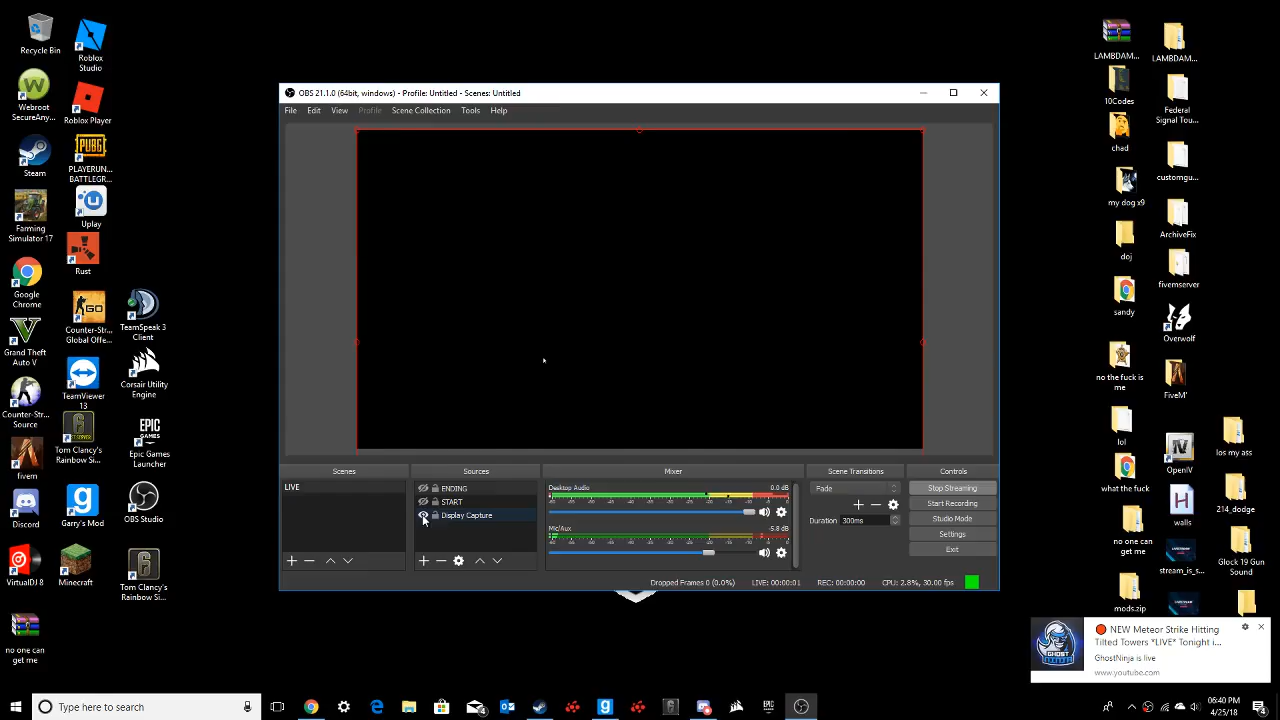 Recycle Bin
Roblox
Studio
Webroot
SecureAny...
Roblox Player
Steam
PLAYERUN...
BATTLEGR...
Farming
Simulator 17
Uplay
Google
Chrome
Rust
Grand Theft
Auto V
Counter-Str...
Global Offe...
TeamSpeak 3
Client
Counter-Str...
Source
TeamViewer
13
Corsair Utility
Engine
fivem
Tom Clancy's
Rainbow Si...
Epic Games
Launcher
Discord
Garry's Mod
OBS Studio
VirtualDJ 8
Minecraft
Tom Clancy's
Rainbow Si...
no one can
get me
OBS 21.1.0 (64bit, windows) - Profile: Untitled - Scenes: Untitled
File Edit View Profile Scene Collection Tools Help
Scenes
LIVE
Sources
ENDING
START
Display Capture
Mixer
Desktop Audio 0.0 dB
Mic/Aux -5.8 dB
Scene Transitions
Fade
Duration 300ms
Controls
Stop Streaming
Start Recording
Studio Mode
Settings
Exit
Dropped Frames 0 (0.0%) LIVE: 00:00:01 REC: 00:00:00 CPU: 2.8%, 30.00 fps
LAMBDAM...
LAMBDAM...
10Codes
Federal
Signal Tou...
chad
customgu...
my dog x9
ArchiveFix
doj
fivemserver
sandy
Overwolf
no the fuck is
me
FiveM'
lol
OpenIV
los my ass
what the fuck
walls
214_dodge
no one can
get me
stream_is_s...
Glock 19 Gun
Sound
mods.zip
NEW Meteor Strike Hitting
Tilted Towers *LIVE* Tonight i...
GhostNinja is live
www.youtube.com
Type here to search
06:40 PM
4/25/18